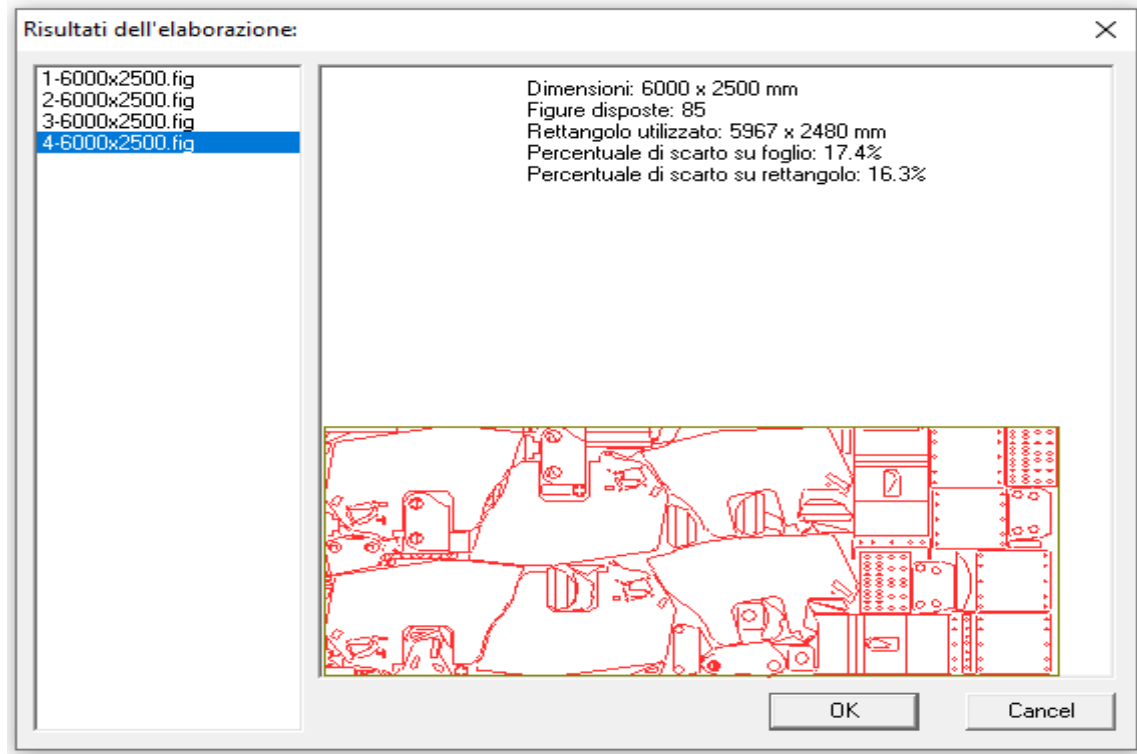 Risultati dell'elaborazione:
1-6000x2500.fig
2-6000x2500.fig
3-6000x2500.fig
4-6000x2500.fig
Dimensioni: 6000 x 2500 mm
Figure disposte: 85
Rettangolo utilizzato: 5967 x 2480 mm
Percentuale di scarto su foglio: 17.4%
Percentuale di scarto su rettangolo: 16.3%
OK
Cancel